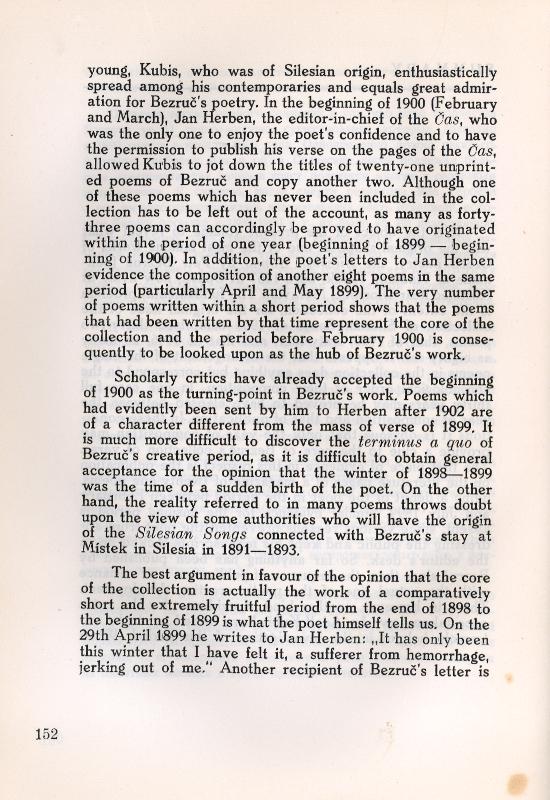 young, Kubis, who was of Silesian origin, enthusiastically
spread among his contemporaries and equals great admir-
ation for Bezruč's poetry. In the beginning of 1900 (February
and March), Jan Herben, the editor-in-chief of the Čas, who
was the only one to enjoy the poet's confidence and to have
the permission to publish his verse on the pages of the Čas,
allowed Kubis to jot down the titles of twenty-one unprint-
ed poems of Bezruč and copy another two. Although one
of these poems which has never been included in the col-
lection has to be left out of the account, as many as forty-
three poems can accordingly be proved to have originated
within the period of one year (beginning of 1899 — begin-
ning of 1900). In addition, the poet's letters to Jan Herben
evidence the composition of another eight poems in the same
period (particularly April and May 1899). The very number
of poems written within a short period shows that the poems
that had been written by that time represent the core of the
collection and the period before February 1900 is conse-
quently to be looked upon as the hub of Bezruč's work.
Scholarly critics have already accepted the beginning
of 1900 as the turning-point in Bezruč's work. Poems which
had evidently been sent by him to Herben after 1902 are
of a character different from the mass of verse of 1899. It
is much more difficult to discover the terminus a quo of
Bezruč's creative period, as it is difficult to obtain general
acceptance for the opinion that the winter of 1898—1899
was the time of a sudden birth of the poet. On the other
hand, the reality referred to in many poems throws doubt
upon the view of some authorities who will have the origin
of the Silesian Songs connected with Bezruč's stay at
Místek in Silesia in 1891—1893.
The best argument in favour of the opinion that the core
of the collection is actually the work of a comparatively
short and extremely fruitful period from the end of 1898 to
the beginning of 1899 is what the poet himself tells us. On the
29th April 1899 he writes to Jan Herben: „It has only been
this winter that I have felt it, a sufferer from hemorrhage,
jerking out of me." Another recipient of Bezruč's letter is
152